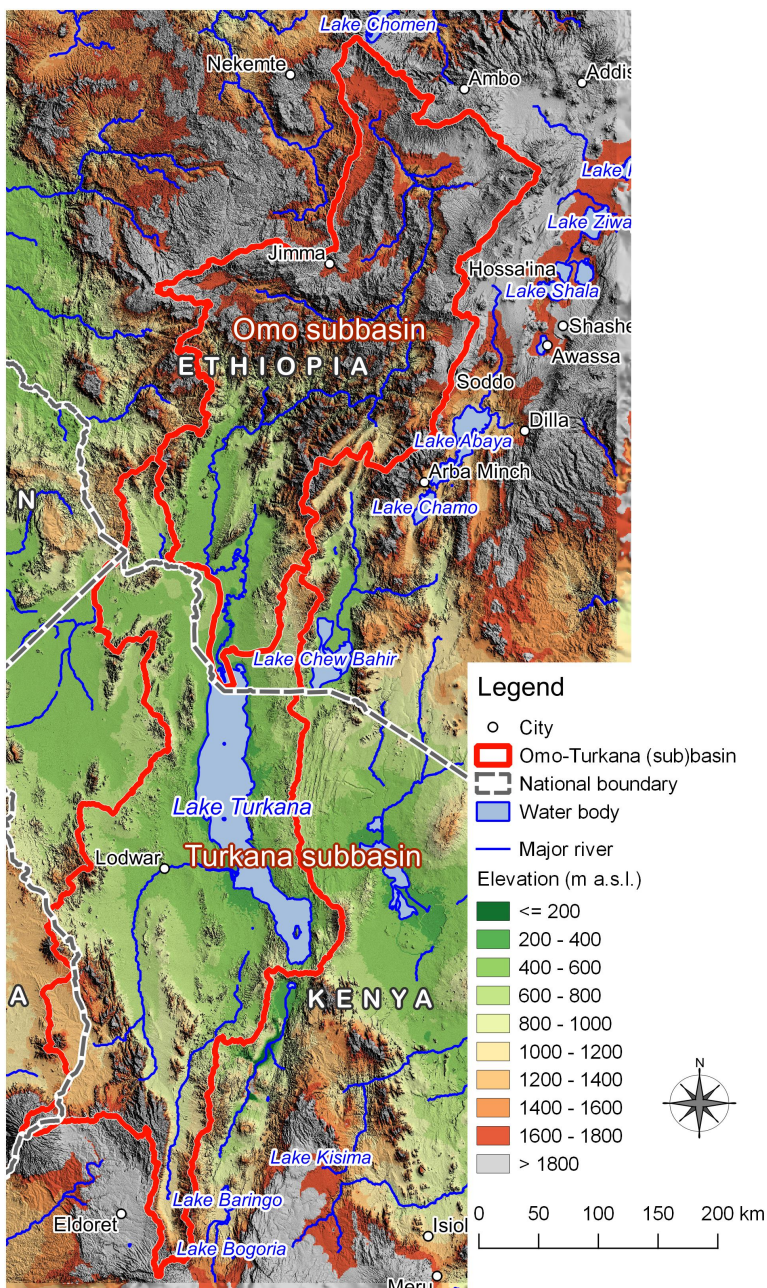 Lake Chomen
Nekemte
Ambo
Addis
Lake
Lake Ziwa
Jimma
Hossa'ina
Lake Shala
Omo subbasin
Shashe
ETHIOPIA
Awassa
Soddo
Dilla
Lake Abaya
Arba Minch
N
Lake Chamo
Lake Chew Bahir
Legend
City
Omo-Turkana (sub)basin
National boundary
Water body
Lake Turkana
Major river
Lodwar
Turkana subbasin
Elevation (m a.s.l.)
<= 200
200 - 400
400 - 600
600 - 800
A
KENYA
800 - 1000
1000 - 1200
1200 - 1400
N
1400 - 1600
1600 - 1800
> 1800
Lake Kisima
Lake Baringo
Eldoret
Isiol
Lake Bogoria
0 50 100 150 200 km
Meru